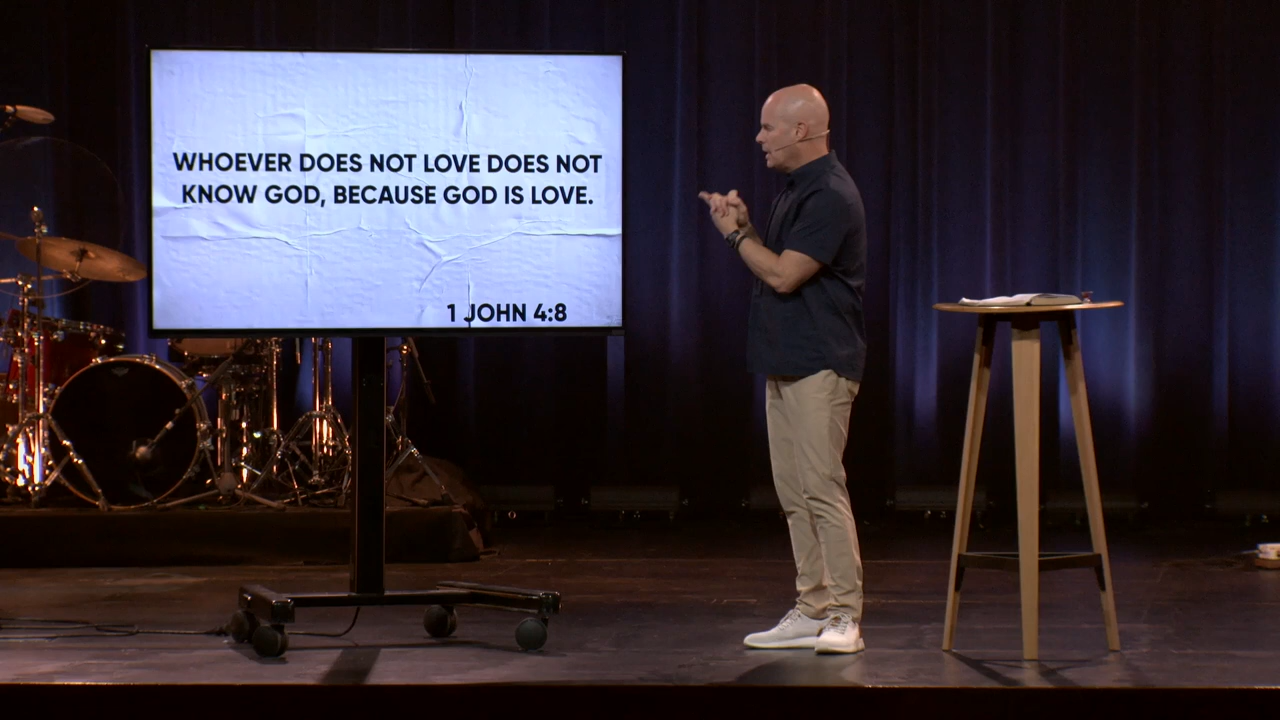 WHOEVER DOES NOT LOVE DOES NOT
KNOW GOD, BECAUSE GOD IS LOVE.
1 JOHN 4:8